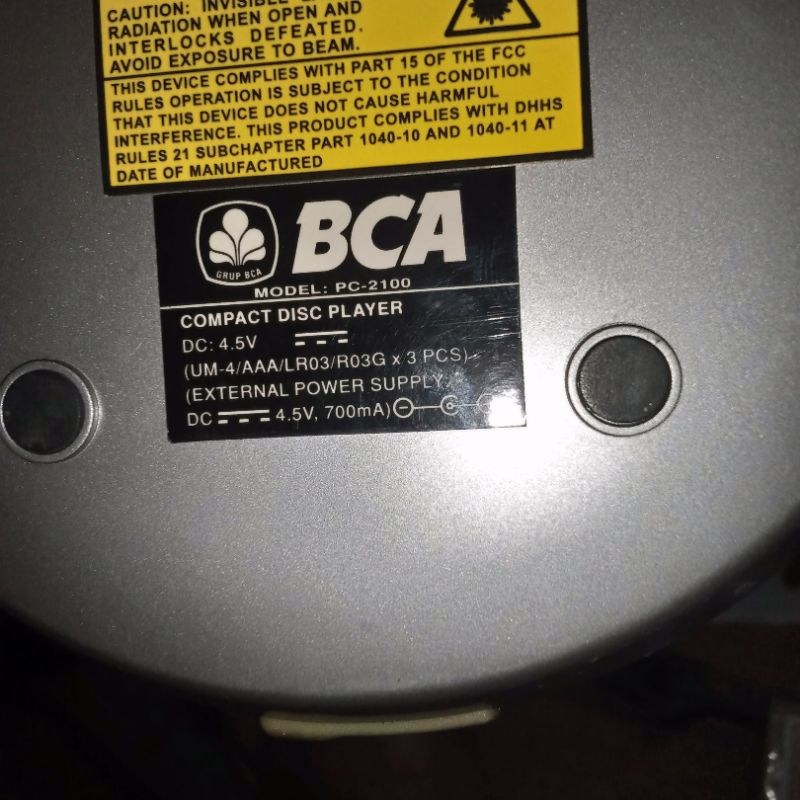 CAUTION: INVISIBLE
RADIATION WHEN OPEN AND
INTERLOCKS DEFEATED.
AVOID EXPOSURE TO BEAM.
THIS DEVICE COMPLIES WITH PART 15 OF THE FCC
RULES OPERATION IS SUBJECT TO THE CONDITION
THAT THIS DEVICE DOES NOT CAUSE HARMFUL
INTERFERENCE. THIS PRODUCT COMPLIES WITH DHHS
RULES 21 SUBCHAPTER PART 1040-10 AND 1040-11 AT
DATE OF MANUFACTURED
GRUP BCA
BCA
MODEL: PC-2100
COMPACT DISC PLAYER
DC: 4.5V
(UM-4/AAA/LR03/R03G x 3 PCS)
(EXTERNAL POWER SUPPLY
DC 4.5V, 700mA)